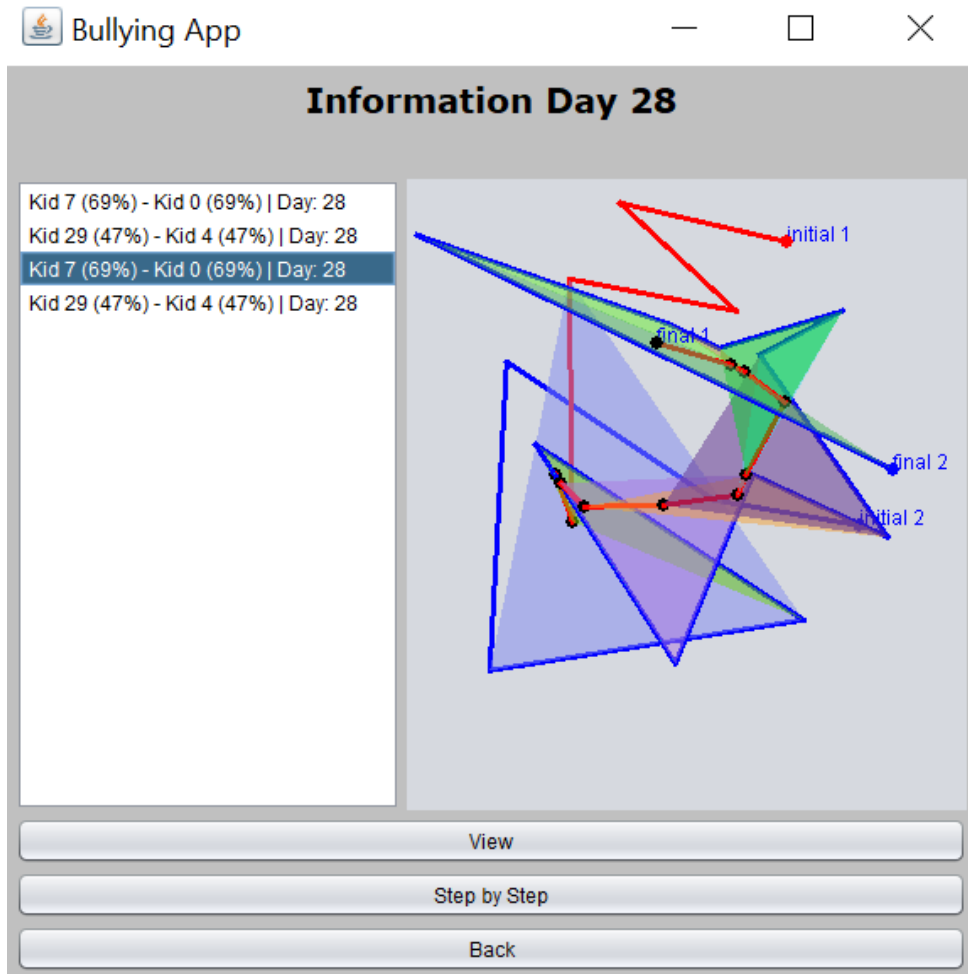 Bullying App
Information Day 28
Kid 7 (69%) - Kid 0 (69%) | Day: 28
Kid 29 (47%) - Kid 4 (47%) | Day: 28
Kid 7 (69%) - Kid 0 (69%) | Day: 28
Kid 29 (47%) - Kid 4 (47%) | Day: 28
initial 1
final 1
final 2
initial 2
View
Step by Step
Back